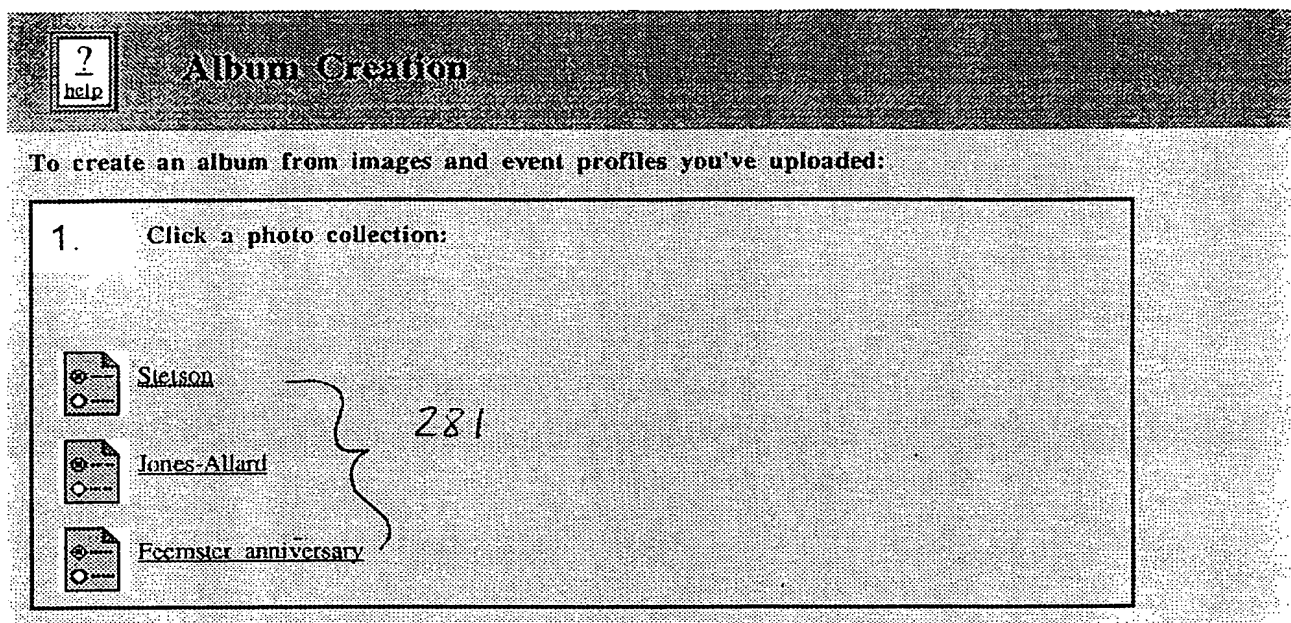 ?
help
Album Creation
To create an album from images and event profiles you've uploaded:
1. Click a photo collection:
Stetson
281
Jones-Allard
Feemster anniversary